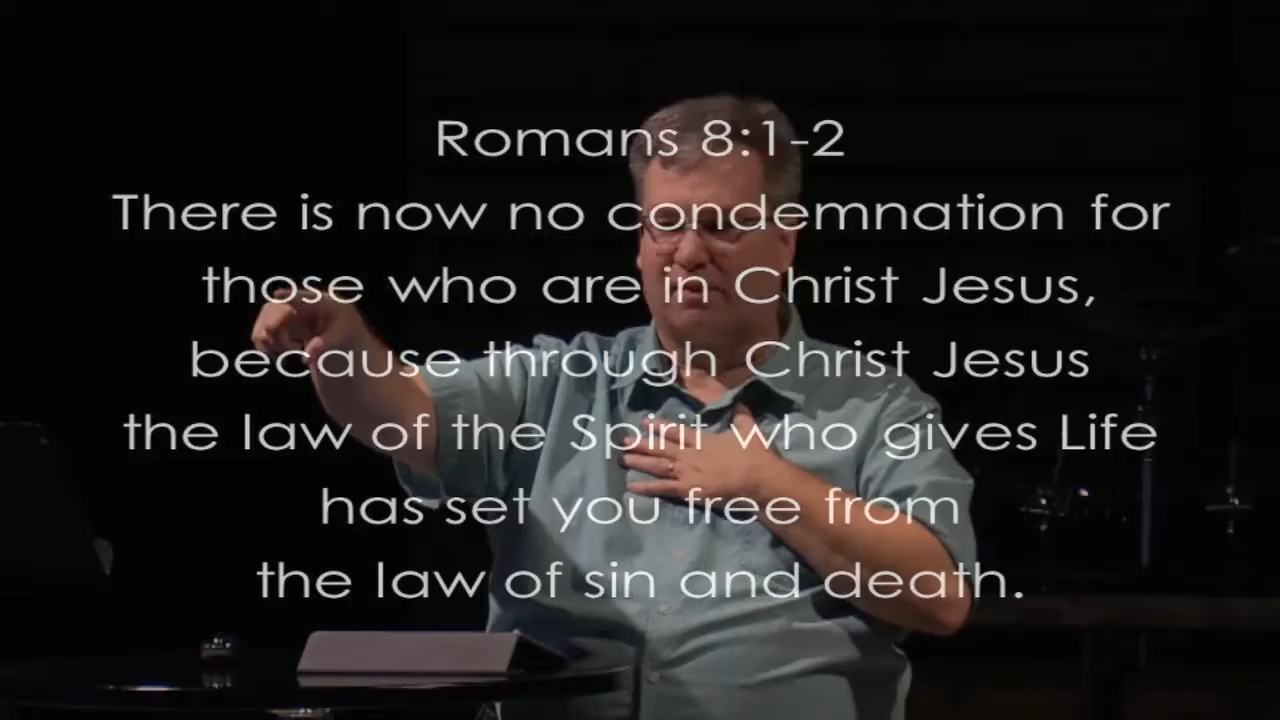 Romans 8:1-2
There is now no condemnation for
those who are in Christ Jesus,
because through Christ Jesus
the law of the Spirit who gives Life
has set you free from
the law of sin and death.